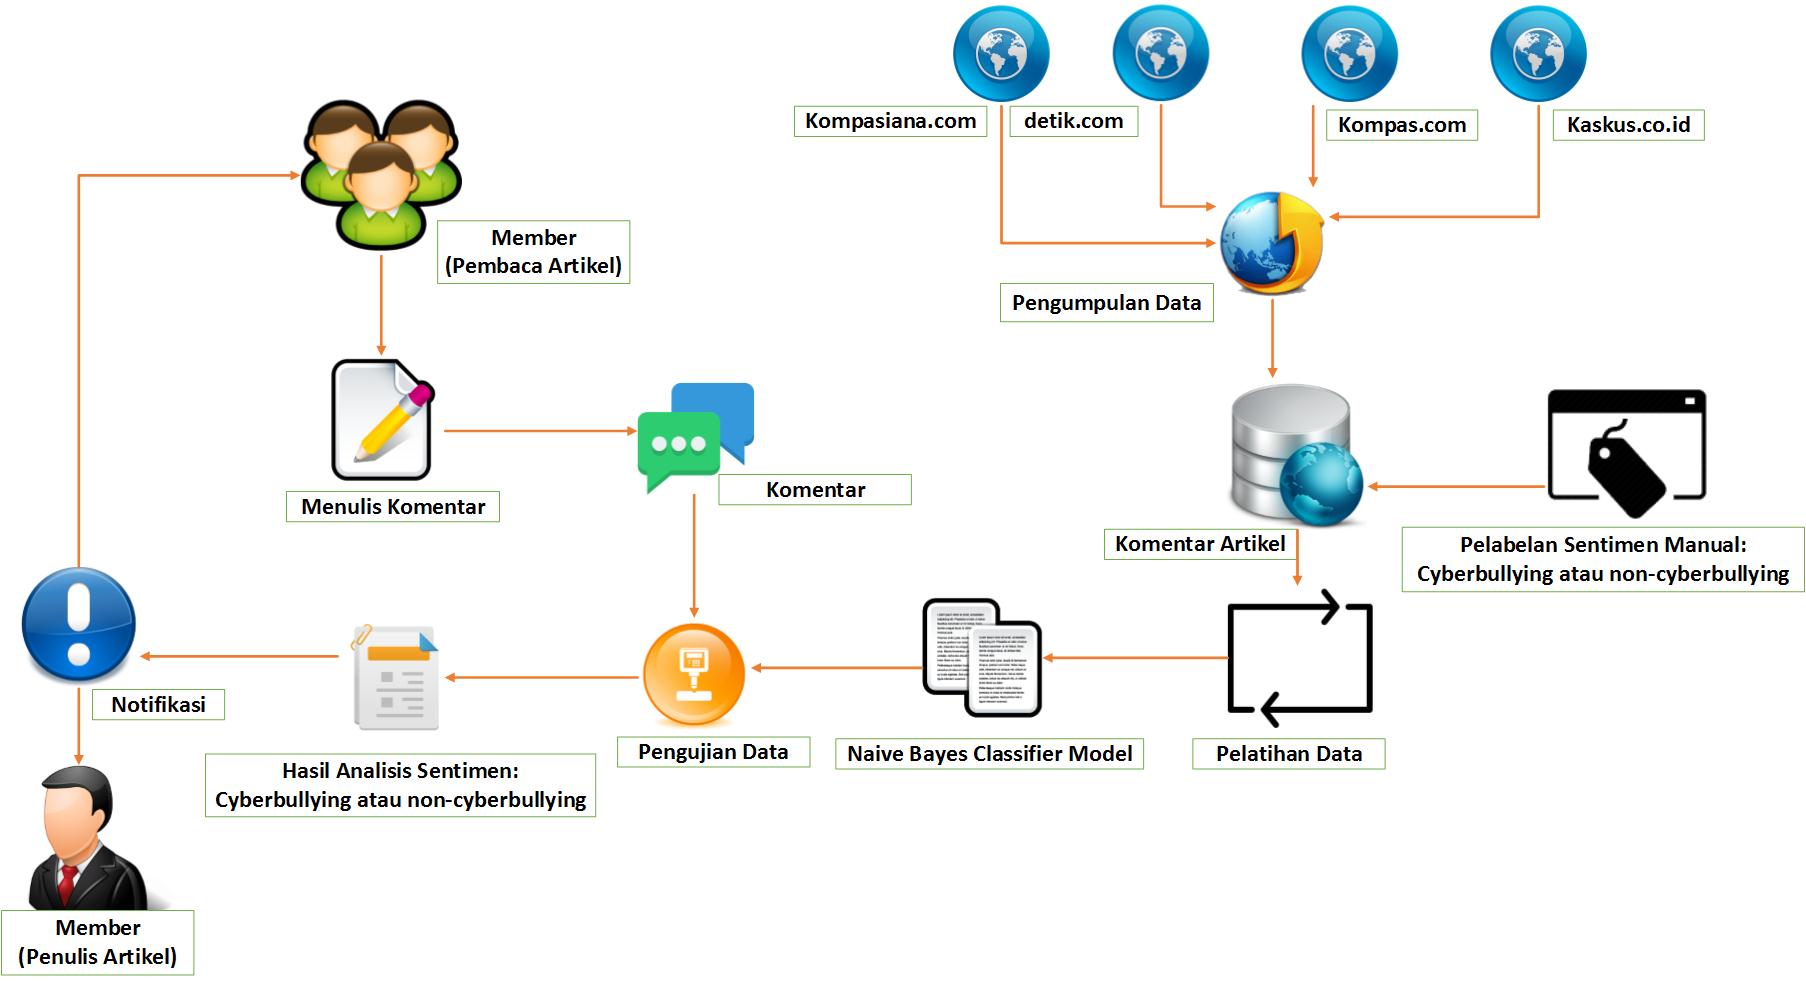 Kompasiana.com
detik.com
Kompas.com
Kaskus.co.id
Member
(Pembaca Artikel)
Pengumpulan Data
Menulis Komentar
Komentar
Komentar Artikel
Pelabelan Sentimen Manual:
Cyberbullying atau non-cyberbullying
Notifikasi
Hasil Analisis Sentimen:
Cyberbullying atau non-cyberbullying
Pengujian Data
Naive Bayes Classifier Model
Pelatihan Data
Member
(Penulis Artikel)